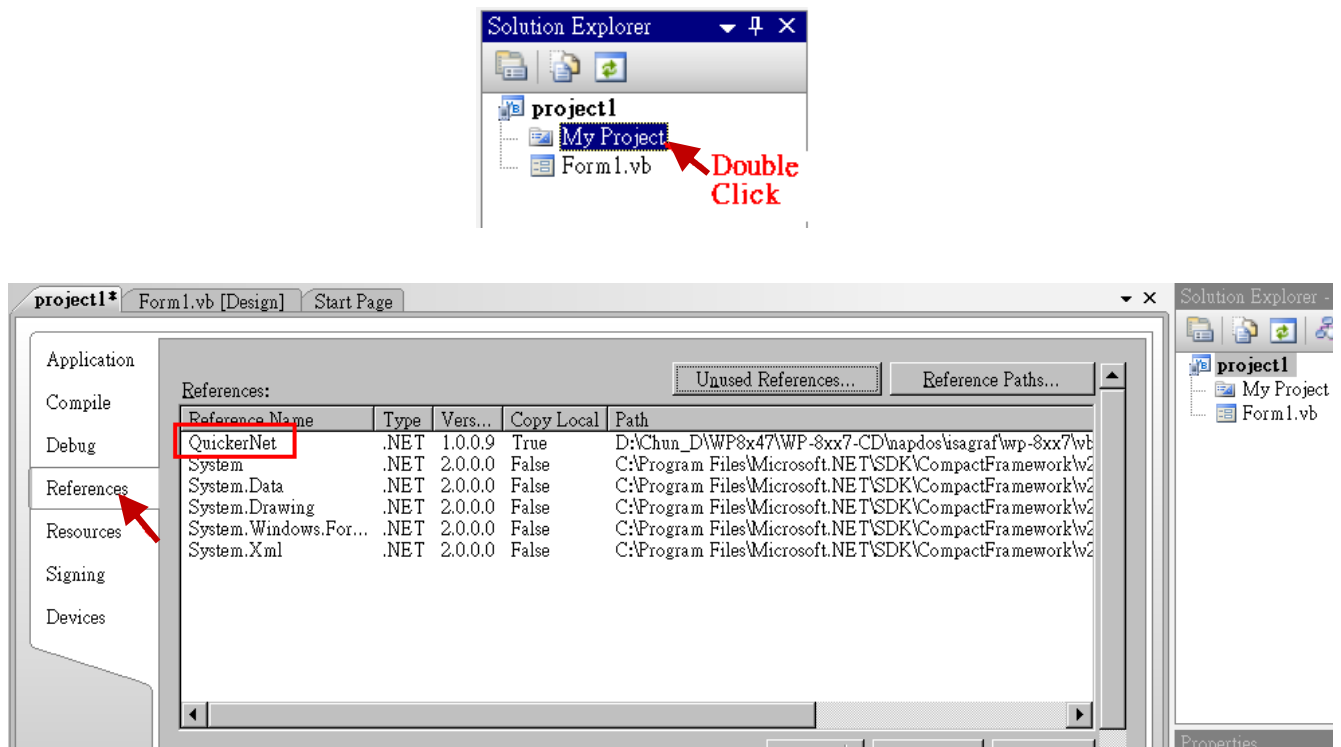 Solution Explorer
project1
My Project
Form1.vb
Double
Click
project1* Form1.vb [Design] Start Page
Solution Explorer -
Application
Compile
Debug
References
Resources
Signing
Devices
Unused References... Reference Paths...
References:
Reference Name Type Vers... Copy Local Path
QuickerNet .NET 1.0.0.9 True D:\Chun_D\WP8x47\WP-8xx7-CD\napdos\isagraf\wp-8xx7\vb
System .NET 2.0.0.0 False C:\Program Files\Microsoft.NET\SDK\CompactFramework\v2
System.Data .NET 2.0.0.0 False C:\Program Files\Microsoft.NET\SDK\CompactFramework\v2
System.Drawing .NET 2.0.0.0 False C:\Program Files\Microsoft.NET\SDK\CompactFramework\v2
System.Windows.For... .NET 2.0.0.0 False C:\Program Files\Microsoft.NET\SDK\CompactFramework\v2
System.Xml .NET 2.0.0.0 False C:\Program Files\Microsoft.NET\SDK\CompactFramework\v2
project1
My Project
Form1.vb
Properties